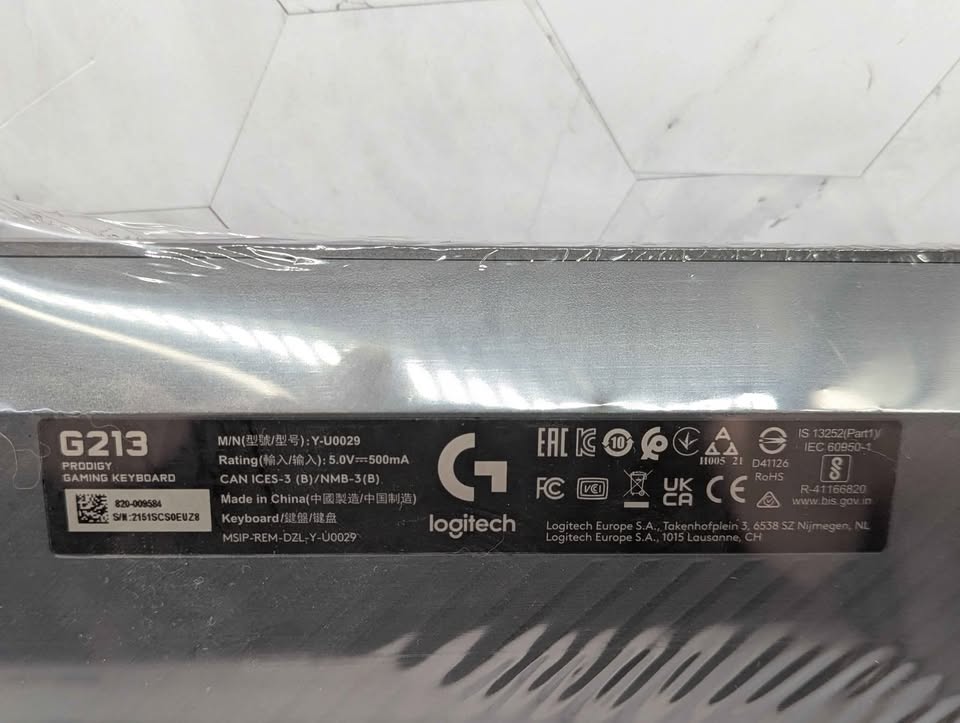 G213
PRODIGY
GAMING KEYBOARD
820-009584
S/N:2151SCS0EUZ8
M/N(型號/型号):Y-U0029
Rating(輸入/输入): 5.0V⎓500mA
CAN ICES-3 (B)/NMB-3(B)
Made in China(中國製造/中国制造)
Keyboard/鍵盤/键盘
MSIP-REM-DZL-Y-U0029
G
logitech
EAC
KC
10
II005 21
D41126
RoHS
IS 13252(Part1)/
IEC 60950-1
R-41166820
www.bis.gov.in
FC
VCI
UK
CA
CE
Logitech Europe S.A., Takenhofplein 3, 6538 SZ Nijmegen, NL
Logitech Europe S.A., 1015 Lausanne, CH